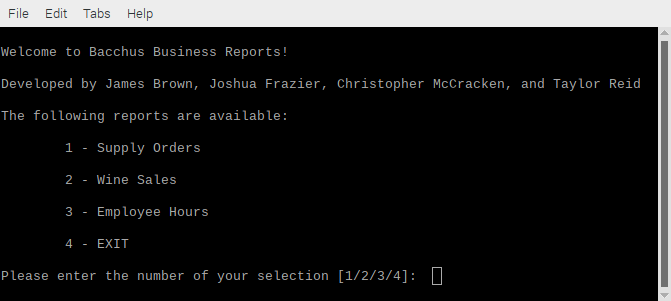 File Edit Tabs Help
Welcome to Bacchus Business Reports!
Developed by James Brown, Joshua Frazier, Christopher McCracken, and Taylor Reid
The following reports are available:
1 - Supply Orders
2 - Wine Sales
3 - Employee Hours
4 - EXIT
Please enter the number of your selection [1/2/3/4]: